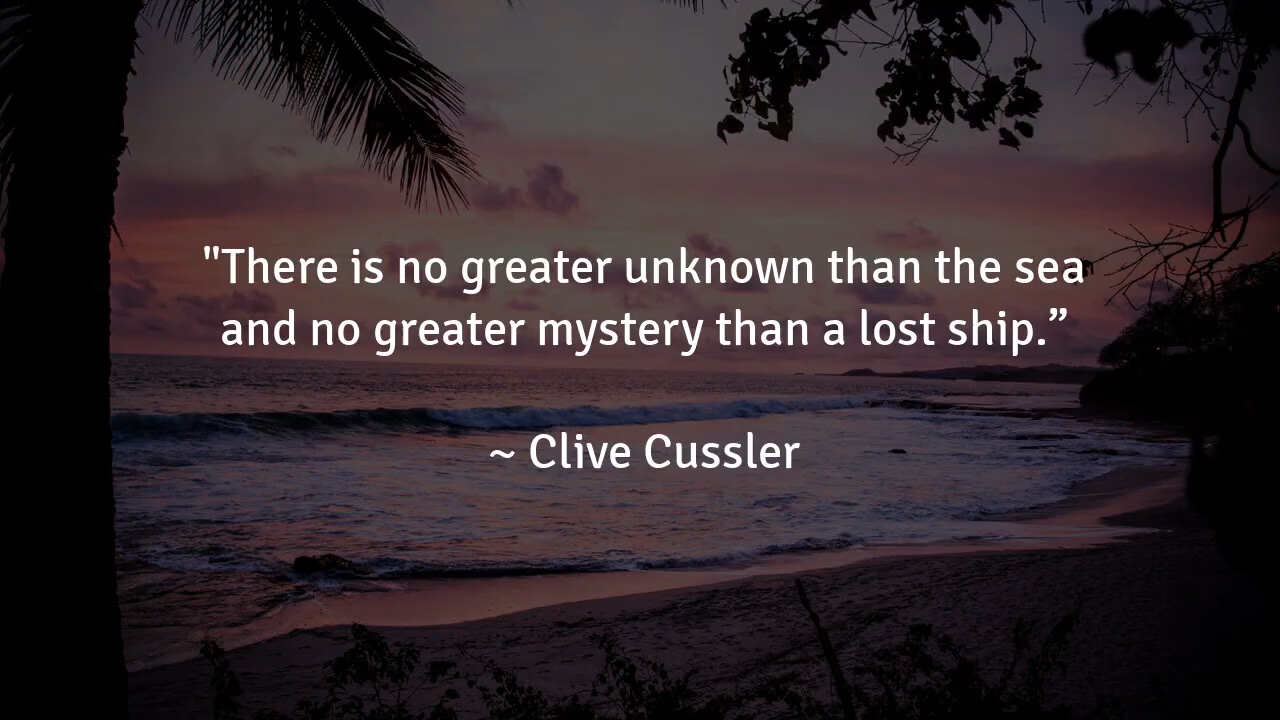 "There is no greater unknown than the sea
and no greater mystery than a lost ship.”
~ Clive Cussler